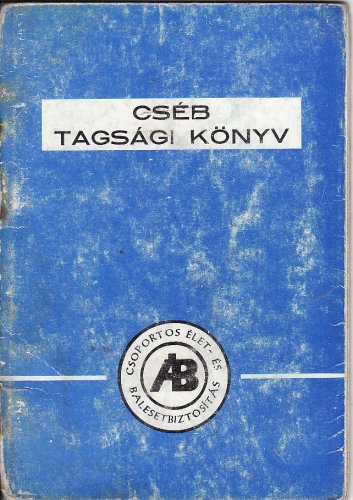 CSÉB
TAGSÁGI KÖNYV
CSOPORTOS ÉLET- ÉS
ÁB
BALESETBIZTOSÍTÁS